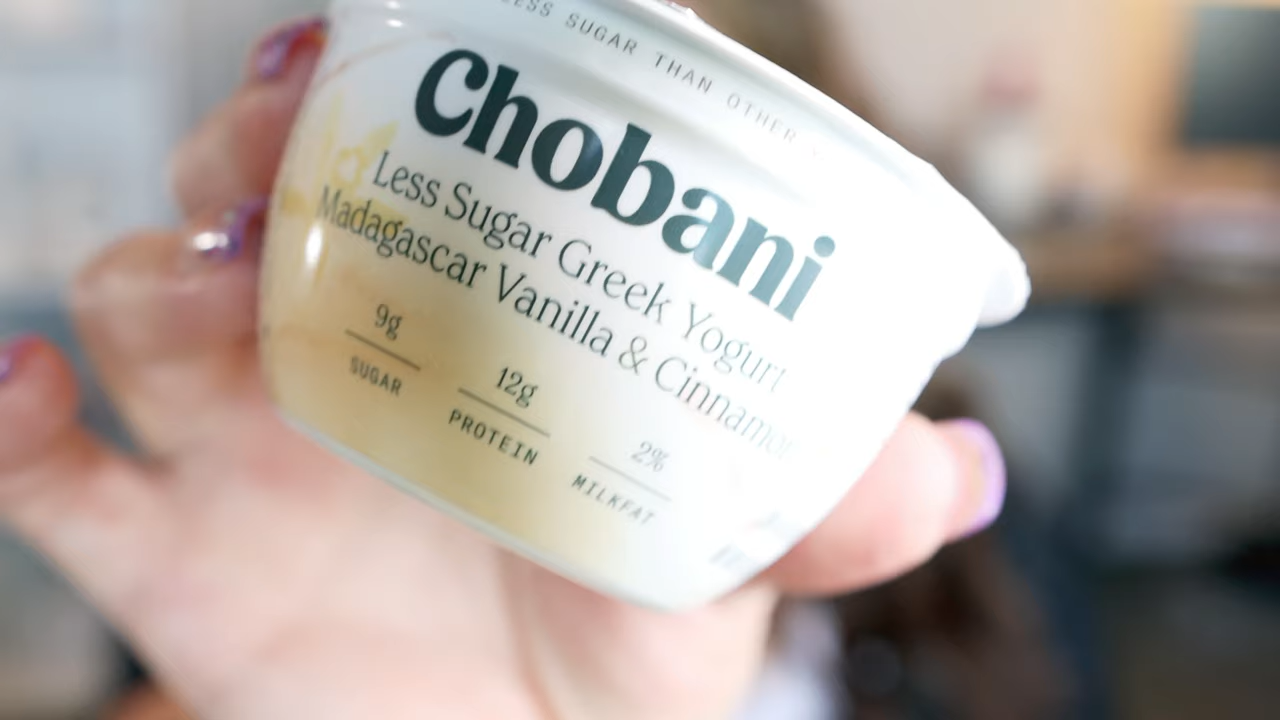 LESS SUGAR THAN OTHER
Chobani
Less Sugar Greek Yogurt
Madagascar Vanilla & Cinnamon
9g
SUGAR
12g
PROTEIN
2%
MILKFAT